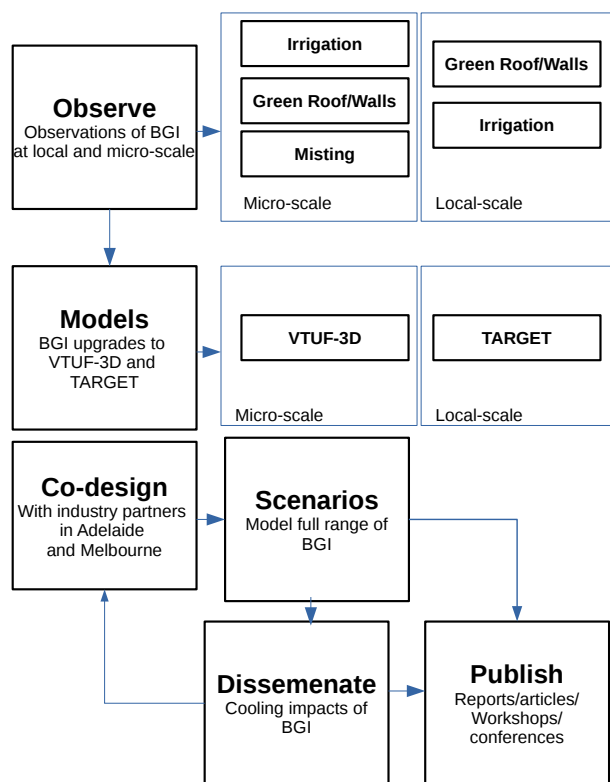 Observe
Observations of BGI
at local and micro-scale
Irrigation
Green Roof/Walls
Misting
Micro-scale
Green Roof/Walls
Irrigation
Local-scale
Models
BGI upgrades to
VTUF-3D and
TARGET
VTUF-3D
Micro-scale
TARGET
Local-scale
Co-design
With industry partners
in Adelaide
and Melbourne
Scenarios
Model full range of
BGI
Dissemenate
Cooling impacts of
BGI
Publish
Reports/articles/
Workshops/
conferences